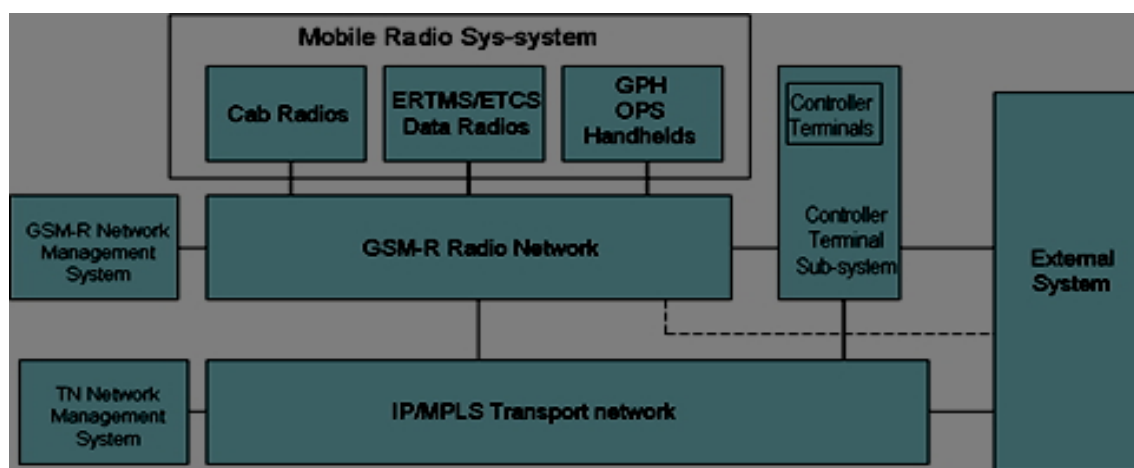 Mobile Radio Sys-system
Cab Radios
ERTMS/ETCS
Data Radios
GPH
OPS
Handhelds
Controller
Terminals
GSM-R Network
Management
System
GSM-R Radio Network
Controller
Terminal
Sub-system
External
System
TN Network
Management
System
IP/MPLS Transport network